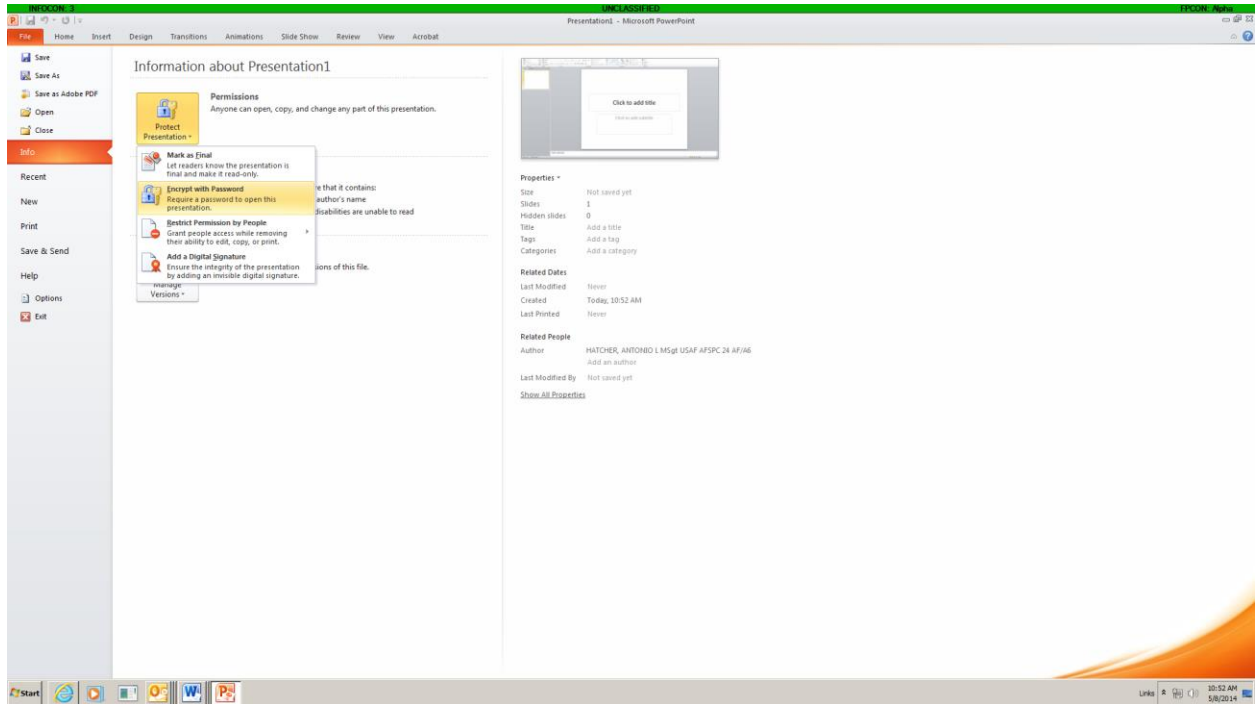 INFOCON: 3
UNCLASSIFIED
FPCON: Alpha
Presentation1 - Microsoft PowerPoint
File Home Insert Design Transitions Animations Slide Show Review View Acrobat
Save
Save As
Save as Adobe PDF
Open
Close
Info
Recent
New
Print
Save & Send
Help
Options
Exit
Information about Presentation1
Protect
Presentation
Permissions
Anyone can open, copy, and change any part of this presentation.
Mark as Final
Let readers know the presentation is
final and make it read-only.
Encrypt with Password
Require a password to open this
presentation.
Restrict Permission by People
Grant people access while removing
their ability to edit, copy, or print.
Add a Digital Signature
Ensure the integrity of the presentation
by adding an invisible digital signature.
that it contains:
author's name
disabilities are unable to read
sions of this file.
Manage
Versions
Click to add title
Click to add subtitle
Properties
Size Not saved yet
Slides 1
Hidden slides 0
Title Add a title
Tags Add a tag
Categories Add a category
Related Dates
Last Modified Never
Created Today, 10:52 AM
Last Printed Never
Related People
Author HATCHER, ANTONIO L MSgt USAF AFSPC 24 AF/A6
Add an author
Last Modified By Not saved yet
Show All Properties
Start
Links
10:52 AM
5/8/2014